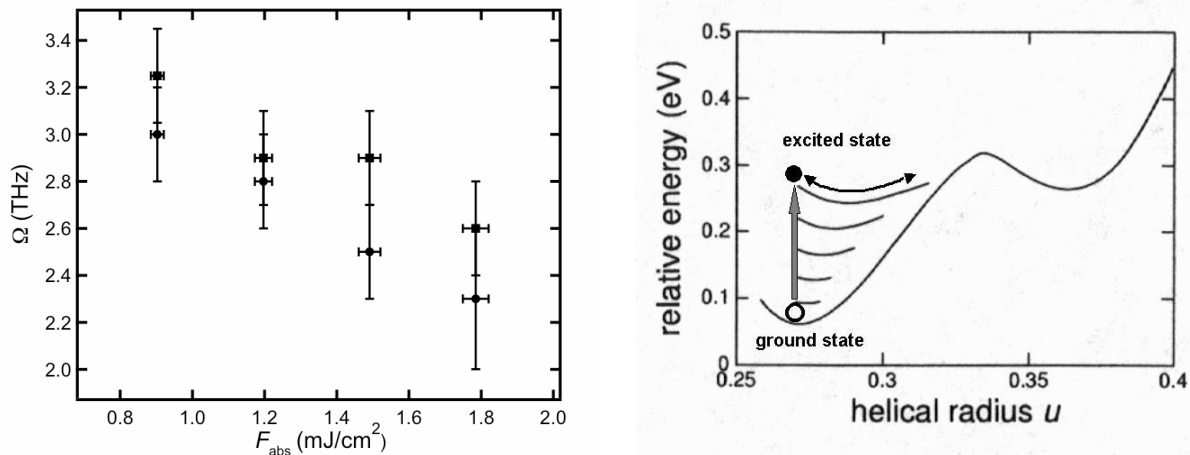 3.4
3.2
3.0
2.8
2.6
2.4
2.2
2.0
Ω (THz)
0.8 1.0 1.2 1.4 1.6 1.8 2.0
F_abs (mJ/cm²)
0.5
0.4
0.3
0.2
0.1
0
relative energy (eV)
excited state
ground state
0.25 0.3 0.35 0.4
helical radius u